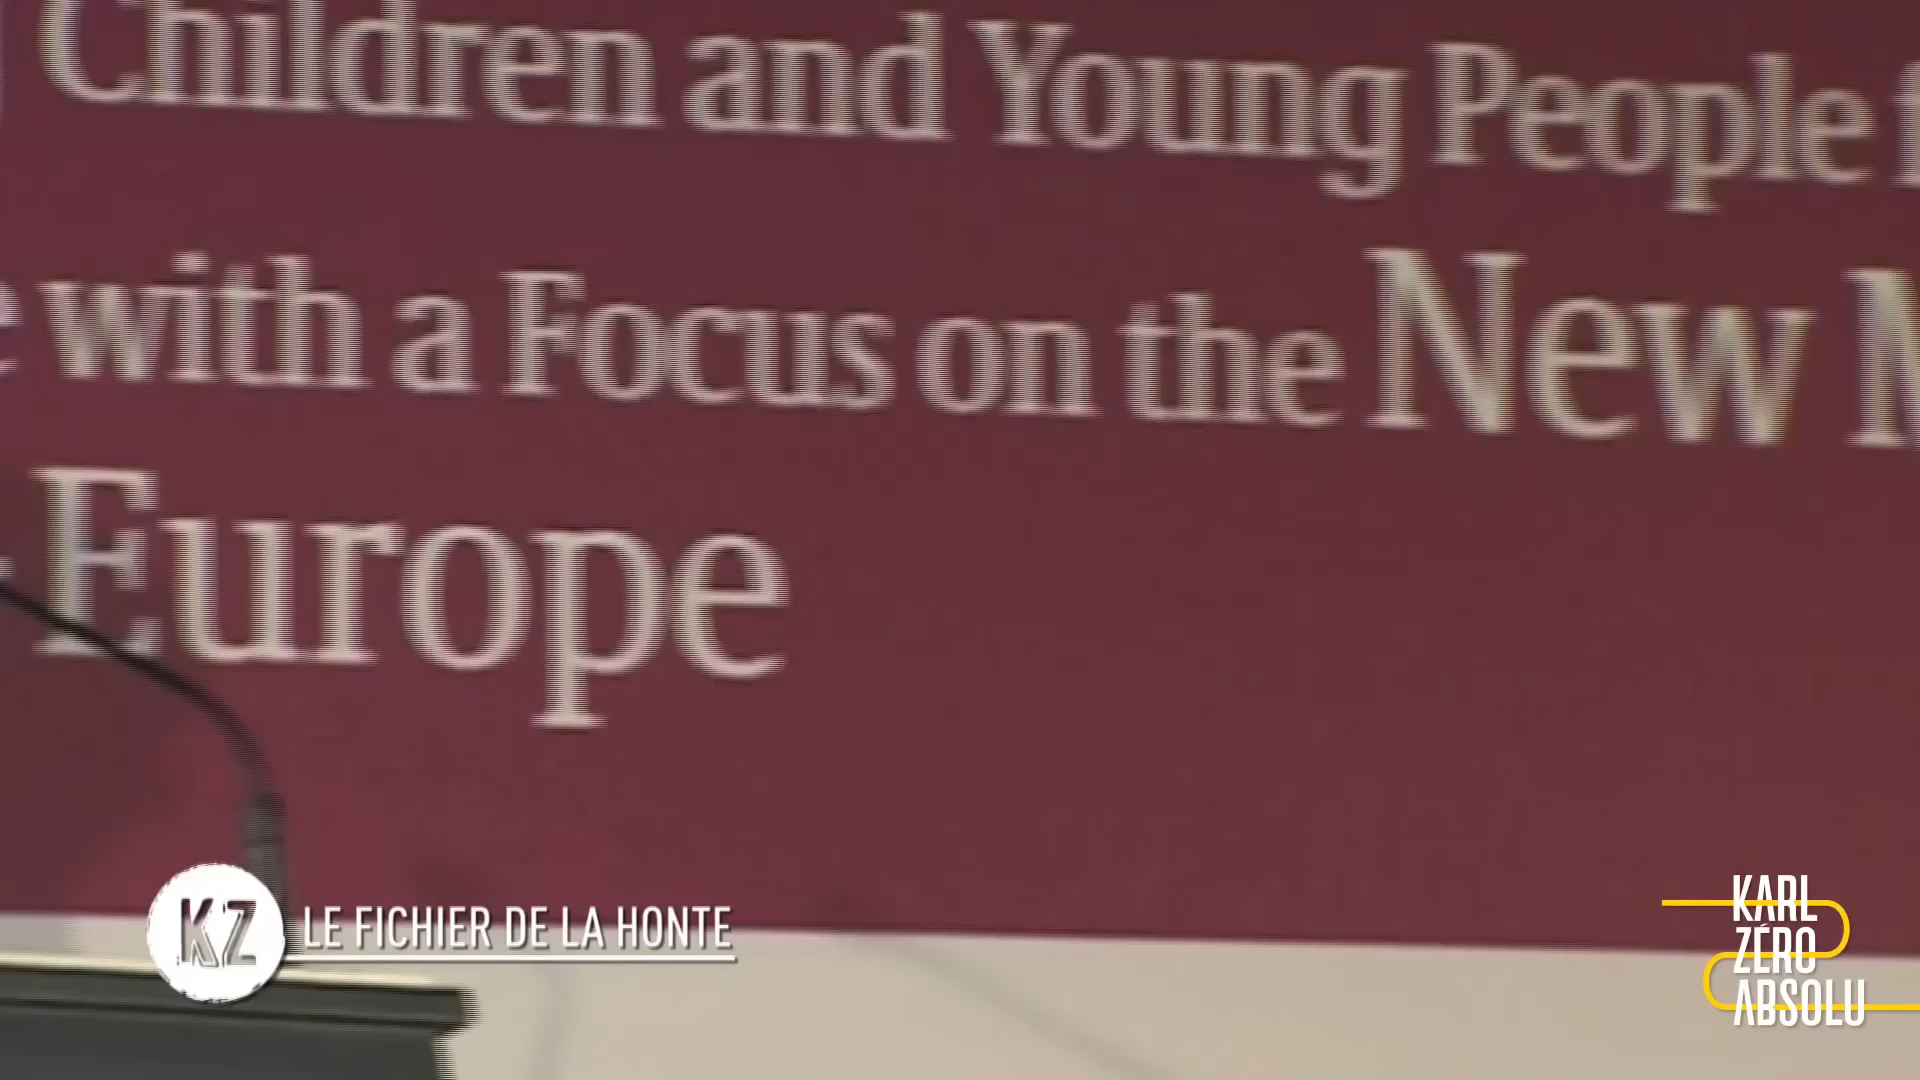 Children and Young People
with a Focus on the New
Europe
KZ
LE FICHIER DE LA HONTE
KARL
ZÉRO
ABSOLU